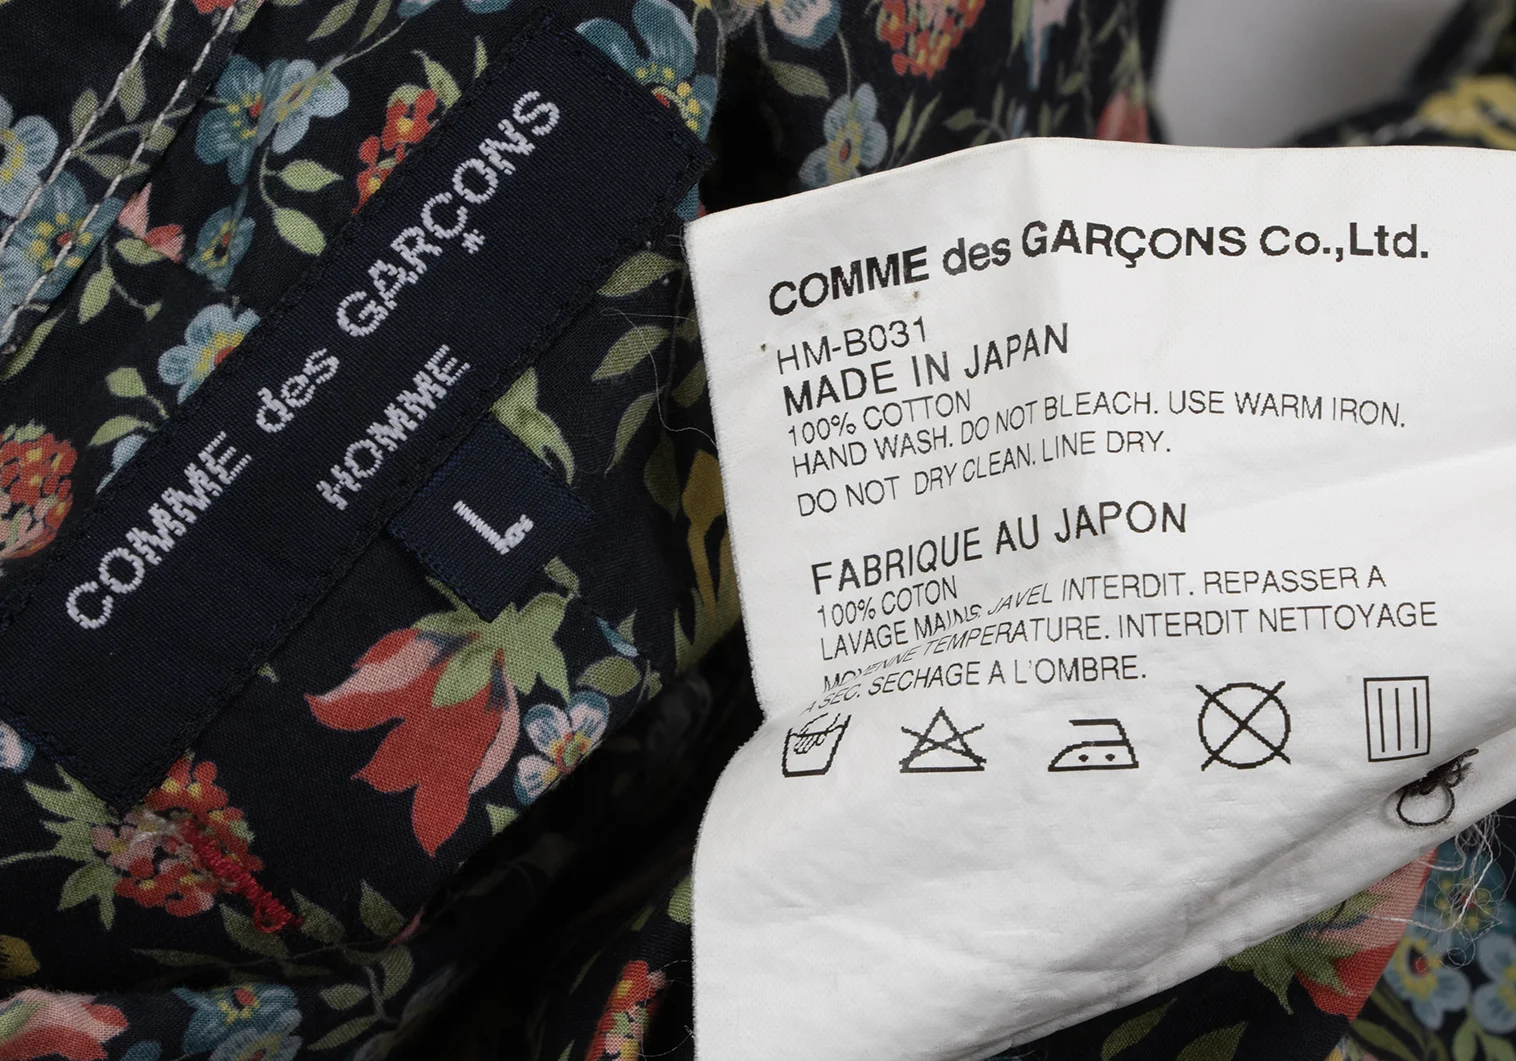 COMME des GARÇONS
HOMME
L
COMME des GARÇONS Co.,Ltd.
HM-B031
MADE IN JAPAN
100% COTTON
HAND WASH. DO NOT BLEACH. USE WARM IRON.
DO NOT DRY CLEAN. LINE DRY.
FABRIQUE AU JAPON
100% COTON
LAVAGE MAINS. JAVEL INTERDIT. REPASSER A
MOYENNE TEMPERATURE. INTERDIT NETTOYAGE
A SEC. SECHAGE A L'OMBRE.